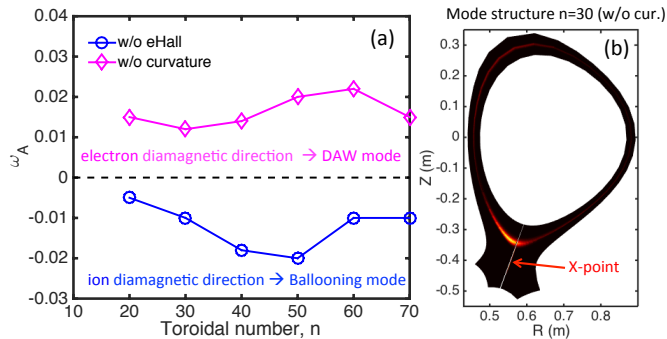 (a)
w/o eHall
w/o curvature
electron diamagnetic direction → DAW mode
ion diamagnetic direction → Ballooning mode
0.04
0.03
0.02
0.01
0
-0.01
-0.02
-0.03
ω_A
10 20 30 40 50 60 70
Toroidal number, n
Mode structure n=30 (w/o cur.)
(b)
0.3
0.2
0.1
0
-0.1
-0.2
-0.3
-0.4
-0.5
Z (m)
X-point
0.5 0.6 0.7 0.8
R (m)